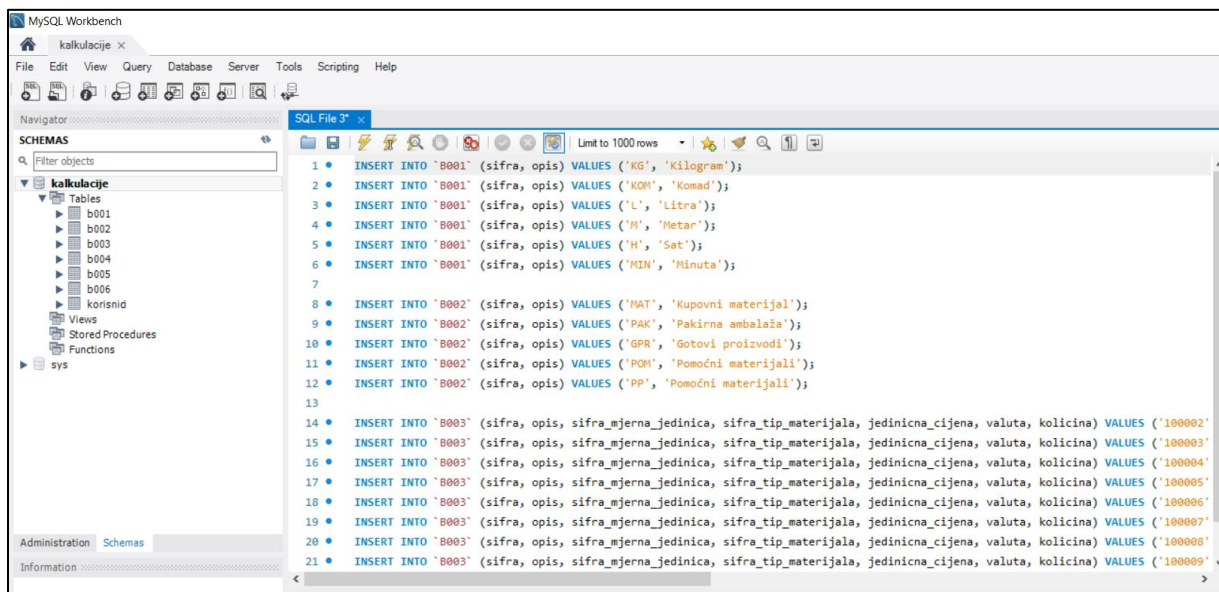 MySQL Workbench
kalkulacije ×
File Edit View Query Database Server Tools Scripting Help
Navigator
SCHEMAS
Filter objects
kalkulacije
Tables
b001
b002
b003
b004
b005
b006
korisnid
Views
Stored Procedures
Functions
sys
Administration Schemas
Information
SQL File 3* ×
Limit to 1000 rows
1 INSERT INTO `B001` (sifra, opis) VALUES ('KG', 'Kilogram');
2 INSERT INTO `B001` (sifra, opis) VALUES ('KOM', 'Komad');
3 INSERT INTO `B001` (sifra, opis) VALUES ('L', 'Litra');
4 INSERT INTO `B001` (sifra, opis) VALUES ('M', 'Metar');
5 INSERT INTO `B001` (sifra, opis) VALUES ('H', 'Sat');
6 INSERT INTO `B001` (sifra, opis) VALUES ('MIN', 'Minuta');
7
8 INSERT INTO `B002` (sifra, opis) VALUES ('MAT', 'Kupovni materijal');
9 INSERT INTO `B002` (sifra, opis) VALUES ('PAK', 'Pakirna ambalaža');
10 INSERT INTO `B002` (sifra, opis) VALUES ('GPR', 'Gotovi proizvodi');
11 INSERT INTO `B002` (sifra, opis) VALUES ('POM', 'Pomoćni materijali');
12 INSERT INTO `B002` (sifra, opis) VALUES ('PP', 'Pomoćni materijali');
13
14 INSERT INTO `B003` (sifra, opis, sifra_mjerna_jedinica, sifra_tip_materijala, jedinicna_cijena, valuta, kolicina) VALUES ('100002'
15 INSERT INTO `B003` (sifra, opis, sifra_mjerna_jedinica, sifra_tip_materijala, jedinicna_cijena, valuta, kolicina) VALUES ('100003'
16 INSERT INTO `B003` (sifra, opis, sifra_mjerna_jedinica, sifra_tip_materijala, jedinicna_cijena, valuta, kolicina) VALUES ('100004'
17 INSERT INTO `B003` (sifra, opis, sifra_mjerna_jedinica, sifra_tip_materijala, jedinicna_cijena, valuta, kolicina) VALUES ('100005'
18 INSERT INTO `B003` (sifra, opis, sifra_mjerna_jedinica, sifra_tip_materijala, jedinicna_cijena, valuta, kolicina) VALUES ('100006'
19 INSERT INTO `B003` (sifra, opis, sifra_mjerna_jedinica, sifra_tip_materijala, jedinicna_cijena, valuta, kolicina) VALUES ('100007'
20 INSERT INTO `B003` (sifra, opis, sifra_mjerna_jedinica, sifra_tip_materijala, jedinicna_cijena, valuta, kolicina) VALUES ('100008'
21 INSERT INTO `B003` (sifra, opis, sifra_mjerna_jedinica, sifra_tip_materijala, jedinicna_cijena, valuta, kolicina) VALUES ('100009'